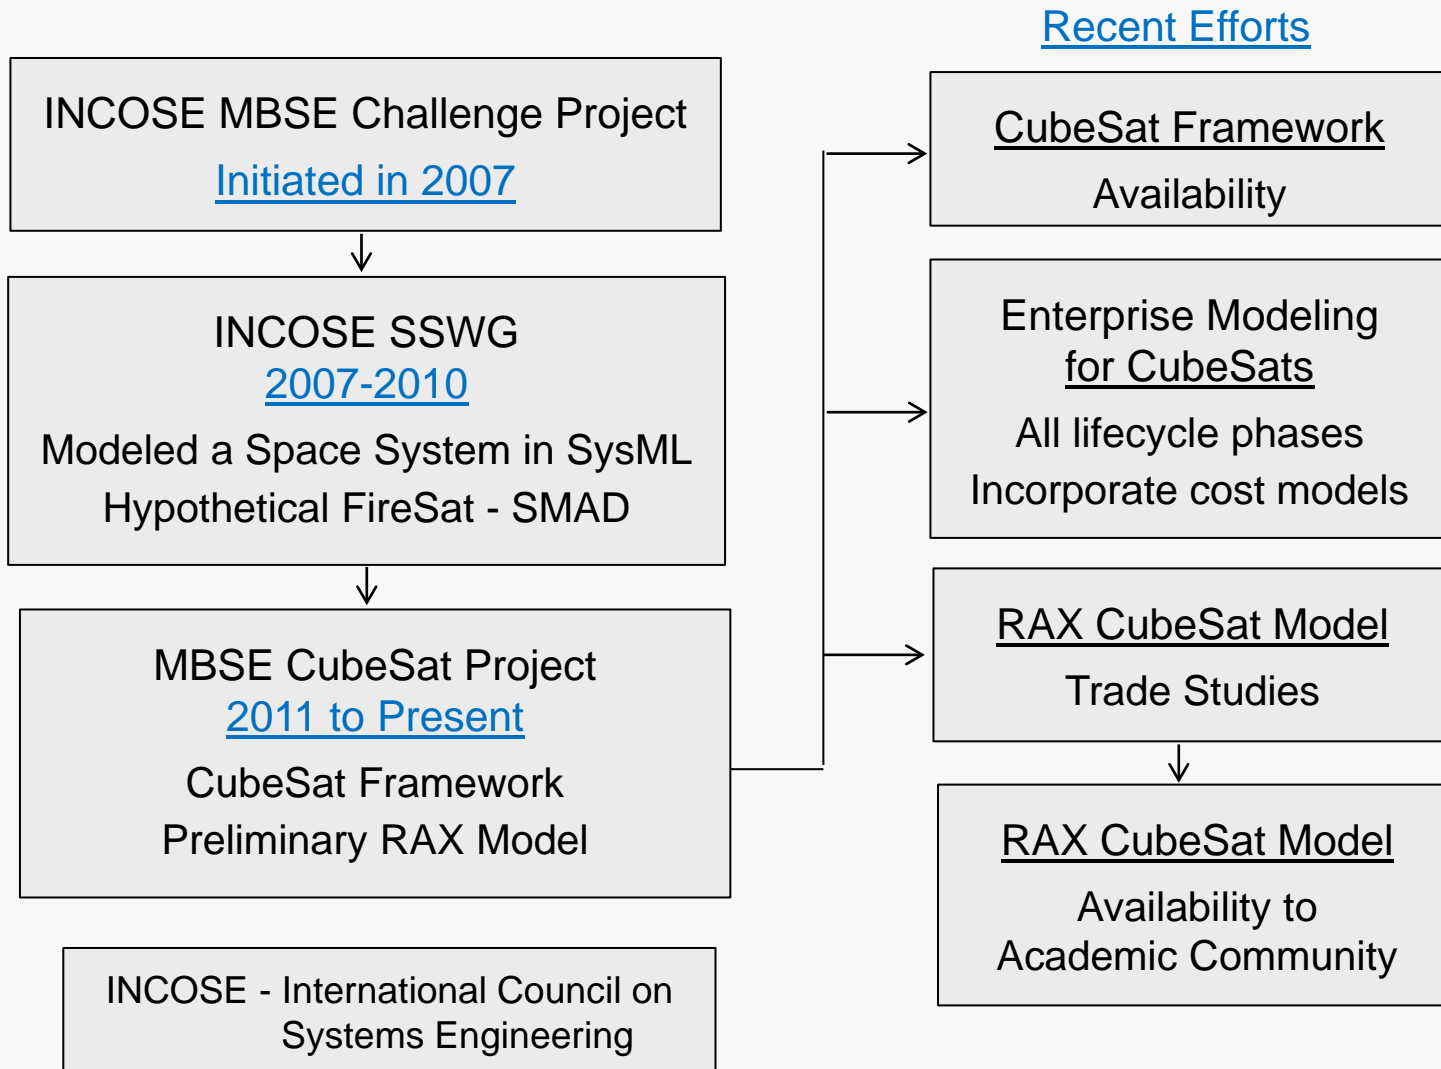 INCOSE MBSE Challenge Project
Initiated in 2007
INCOSE SSWG
2007-2010
Modeled a Space System in SysML
Hypothetical FireSat - SMAD
MBSE CubeSat Project
2011 to Present
CubeSat Framework
Preliminary RAX Model
INCOSE - International Council on
Systems Engineering
Recent Efforts
CubeSat Framework
Availability
Enterprise Modeling
for CubeSats
All lifecycle phases
Incorporate cost models
RAX CubeSat Model
Trade Studies
RAX CubeSat Model
Availability to
Academic Community